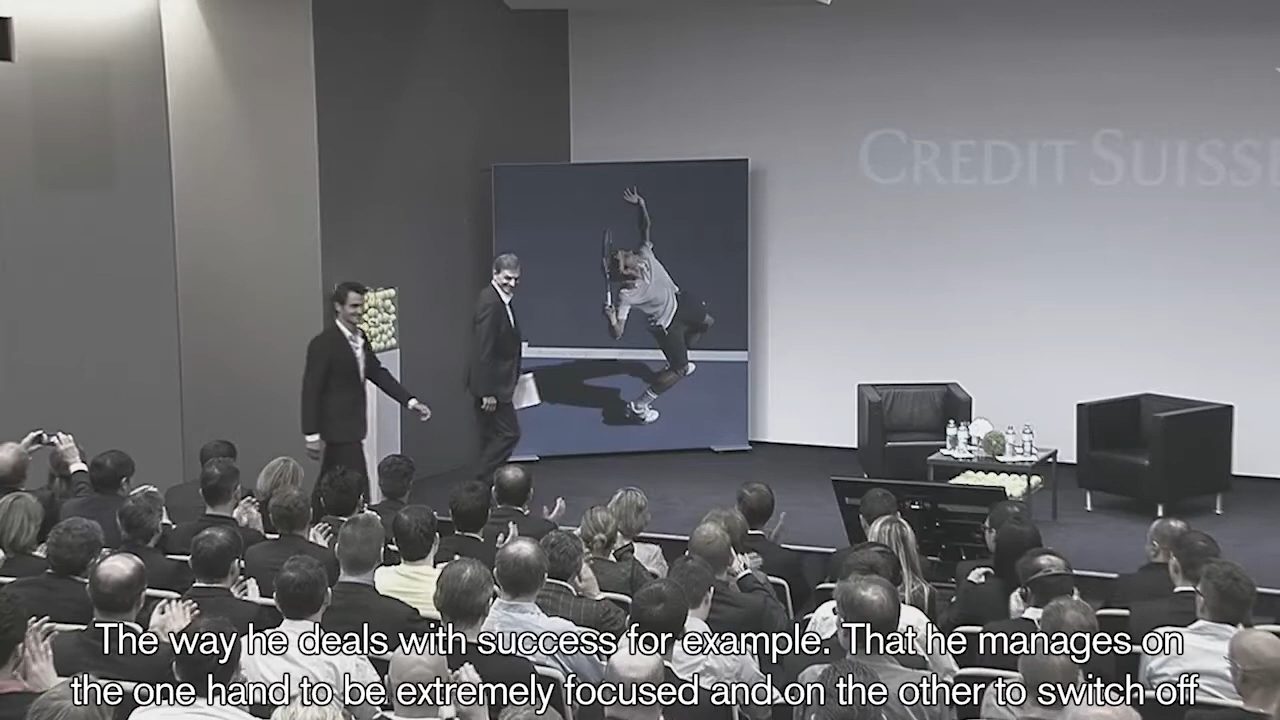 CREDIT SUISSE
The way he deals with success for example. That he manages on
the one hand to be extremely focused and on the other to switch off